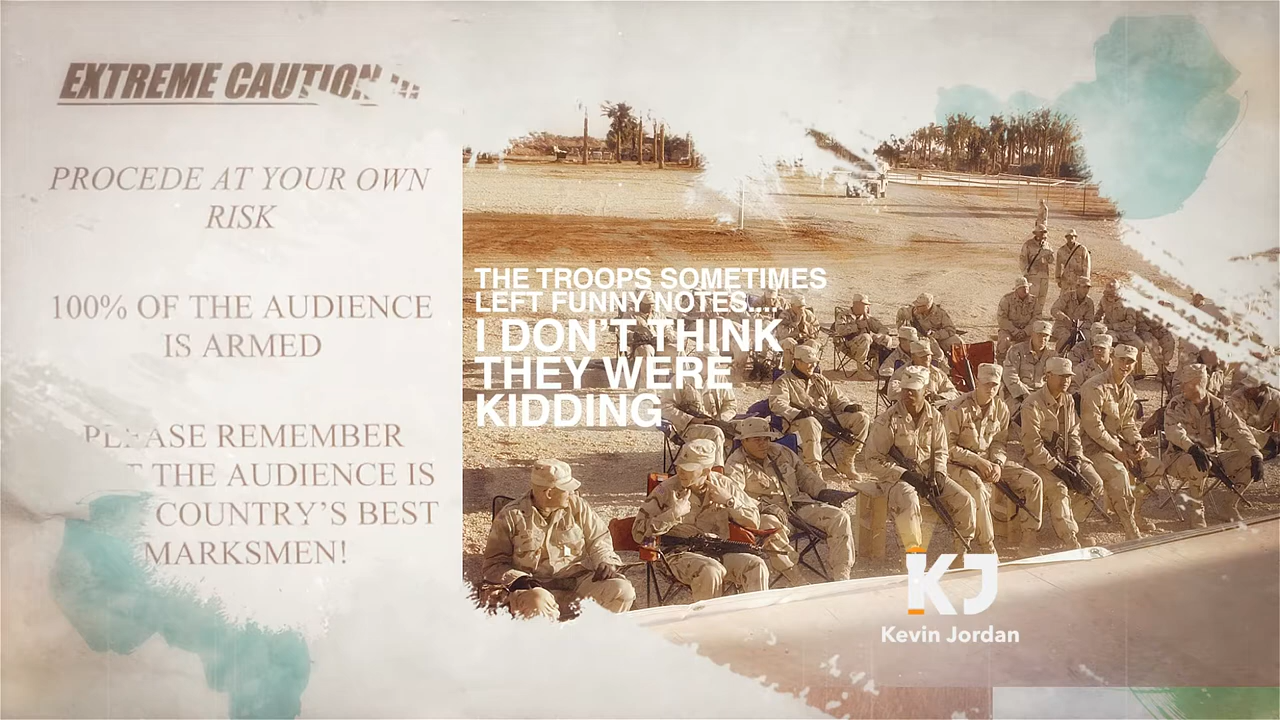 EXTREME CAUTION !!!
PROCEDE AT YOUR OWN
RISK
100% OF THE AUDIENCE
IS ARMED
PLEASE REMEMBER
THE AUDIENCE IS
COUNTRY'S BEST
MARKSMEN!
THE TROOPS SOMETIMES
LEFT FUNNY NOTES....
I DON'T THINK
THEY WERE
KIDDING
KJ
Kevin Jordan